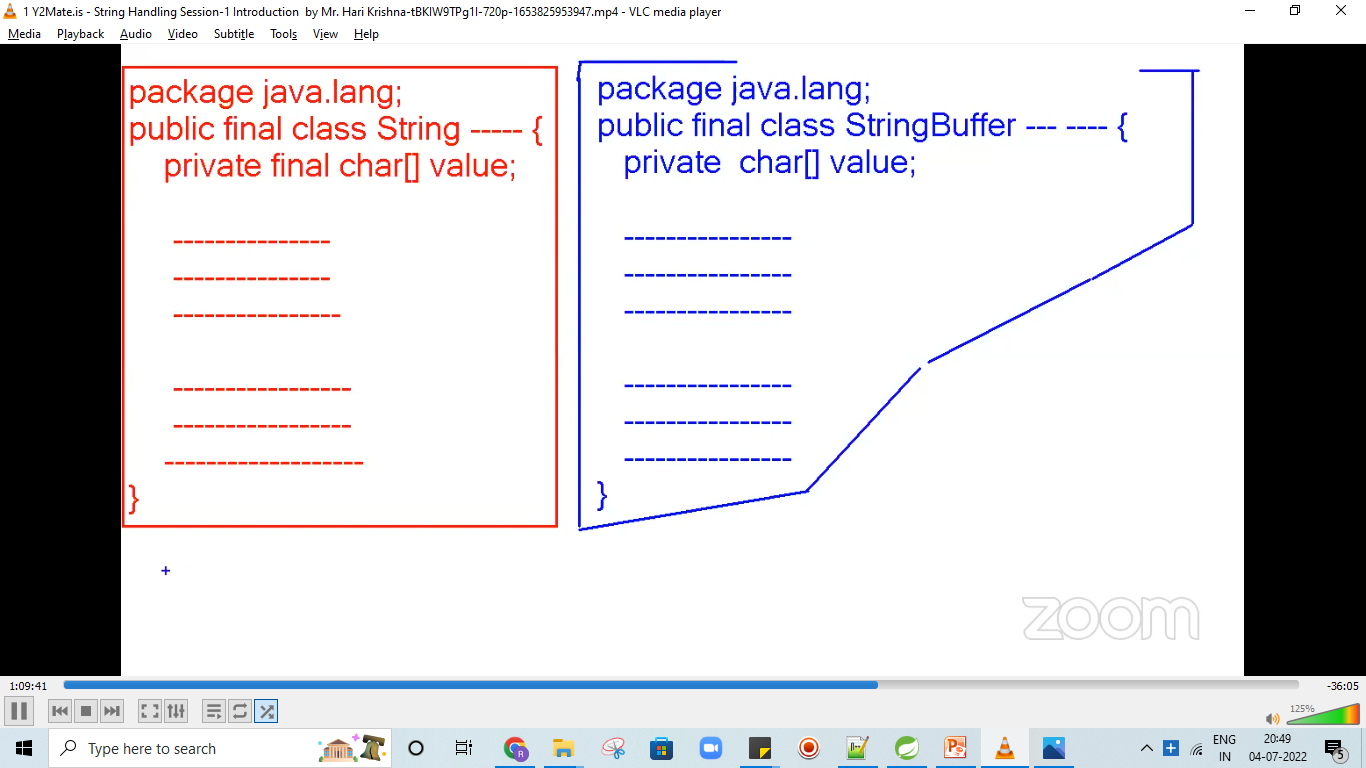 1 Y2Mate.is - String Handling Session-1 Introduction  by Mr. Hari Krishna-tBKlW9TPg1I-720p-1653825953947.mp4 - VLC media player
Media Playback Audio Video Subtitle Tools View Help
package java.lang;
public final class String ----- {
private final char[] value;
---------------
---------------
----------------
-----------------
-----------------
-------------------
}
package java.lang;
public final class StringBuffer --- ---- {
private  char[] value;
----------------
----------------
----------------
----------------
----------------
----------------
}
zoom
1:09:41
-36:05
125%
Type here to search
ENG
IN
20:49
04-07-2022
5